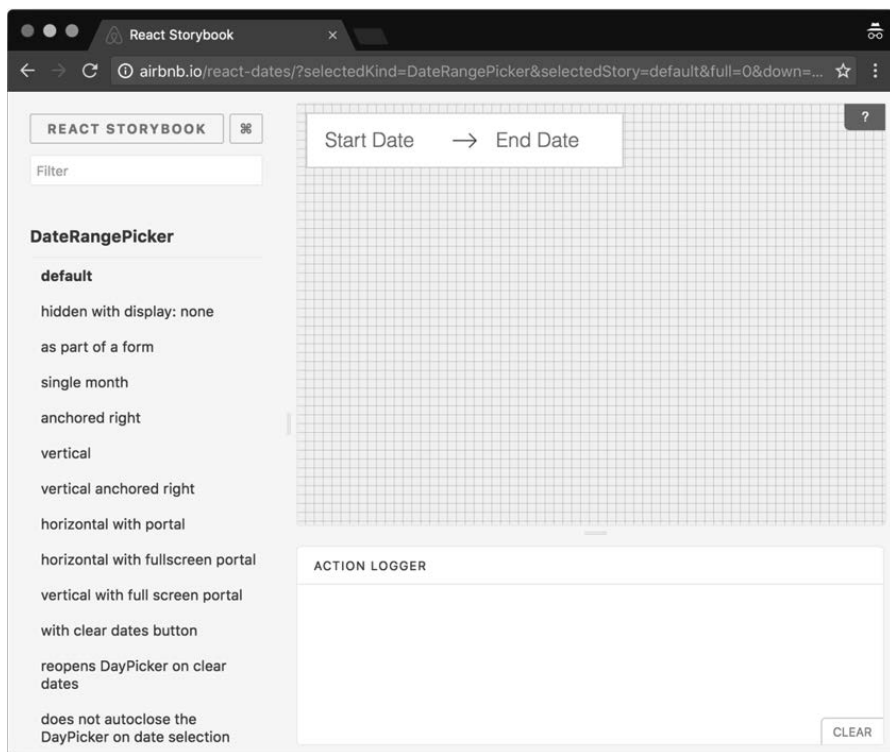 React Storybook
airbnb.io/react-dates/?selectedKind=DateRangePicker&selectedStory=default&full=0&down=...
REACT STORYBOOK ⌘
Filter
DateRangePicker
default
hidden with display: none
as part of a form
single month
anchored right
vertical
vertical anchored right
horizontal with portal
horizontal with fullscreen portal
vertical with full screen portal
with clear dates button
reopens DayPicker on clear
dates
does not autoclose the
DayPicker on date selection
Start Date → End Date
?
ACTION LOGGER
CLEAR